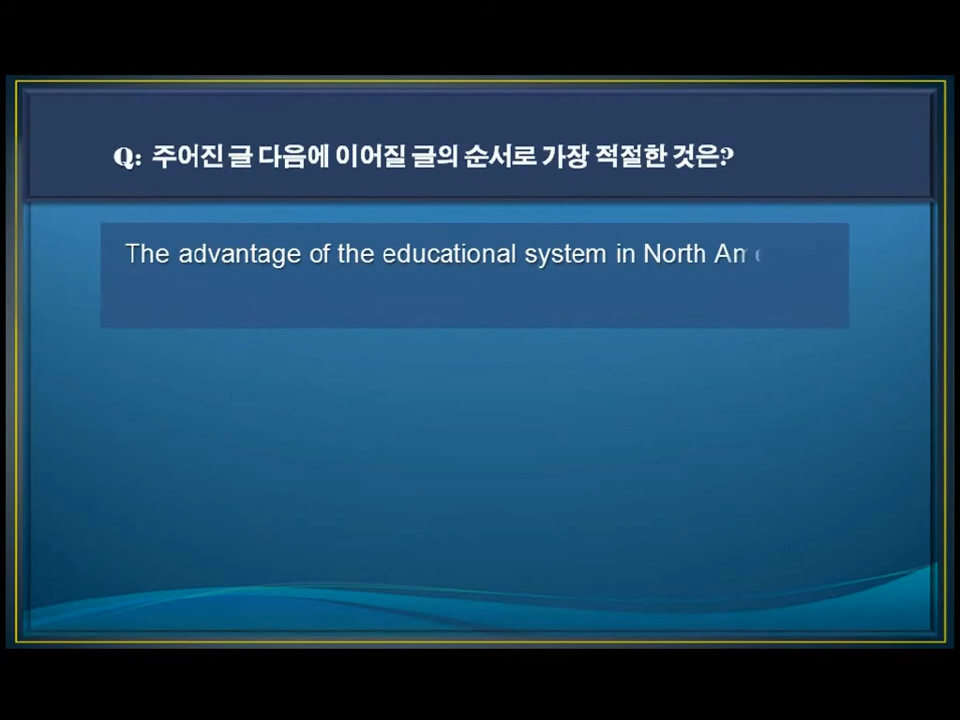 Q: 주어진 글 다음에 이어질 글의 순서로 가장 적절한 것은?
The advantage of the educational system in North